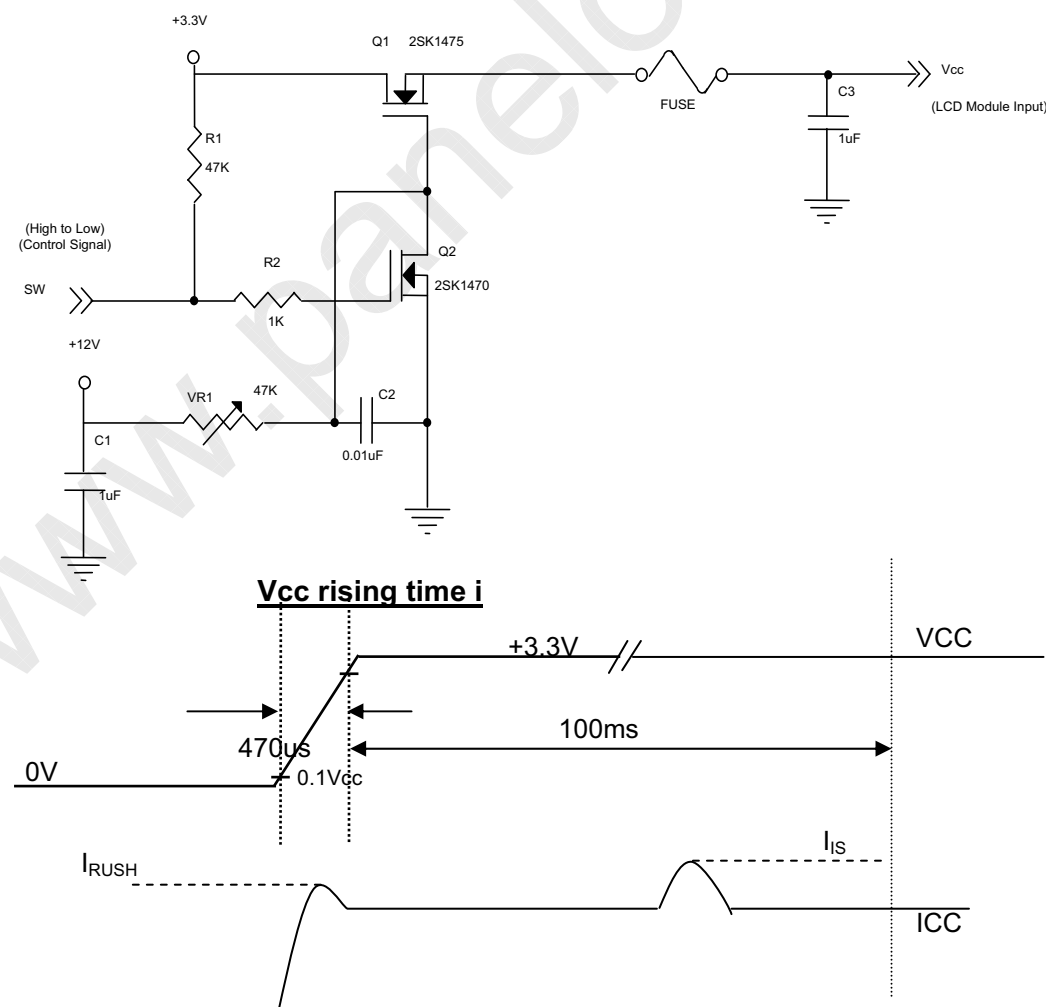 +3.3V
Q1 2SK1475
Vcc
FUSE
C3
(LCD Module Input)
1uF
R1
47K
(High to Low)
(Control Signal)
Q2
R2
2SK1470
SW
1K
+12V
VR1
47K
C2
C1
0.01uF
1uF
Vcc rising time i
+3.3V
VCC
470us
100ms
0V
0.1Vcc
IRUSH
IIS
ICC
www.panelo